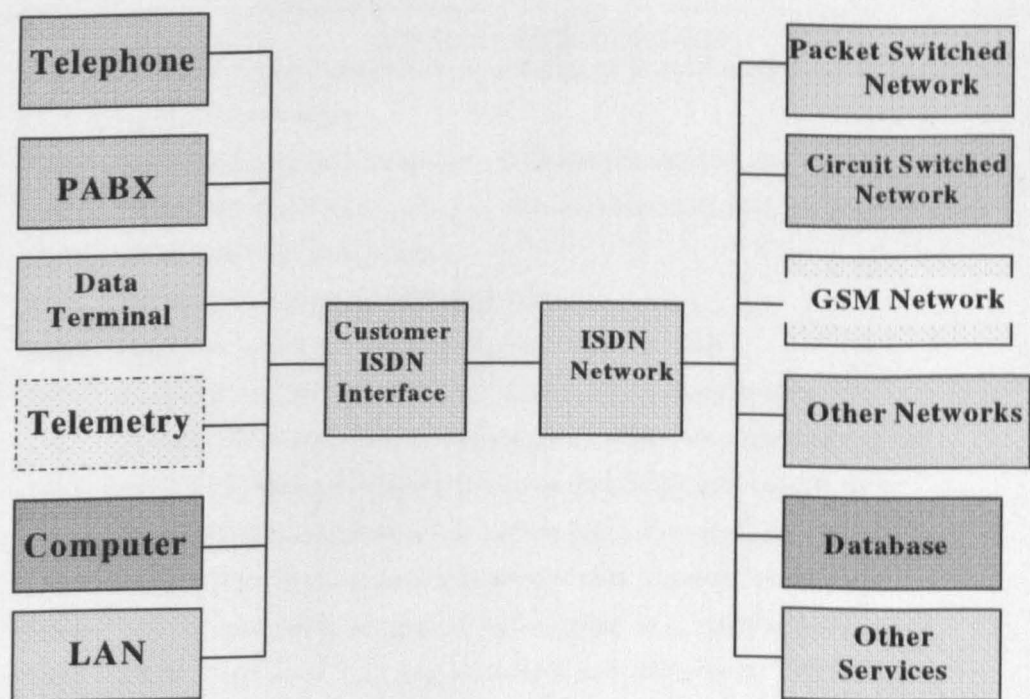 Telephone
PABX
Data
Terminal
Telemetry
Computer
LAN
Customer
ISDN
Interface
ISDN
Network
Packet Switched
Network
Circuit Switched
Network
GSM Network
Other Networks
Database
Other
Services